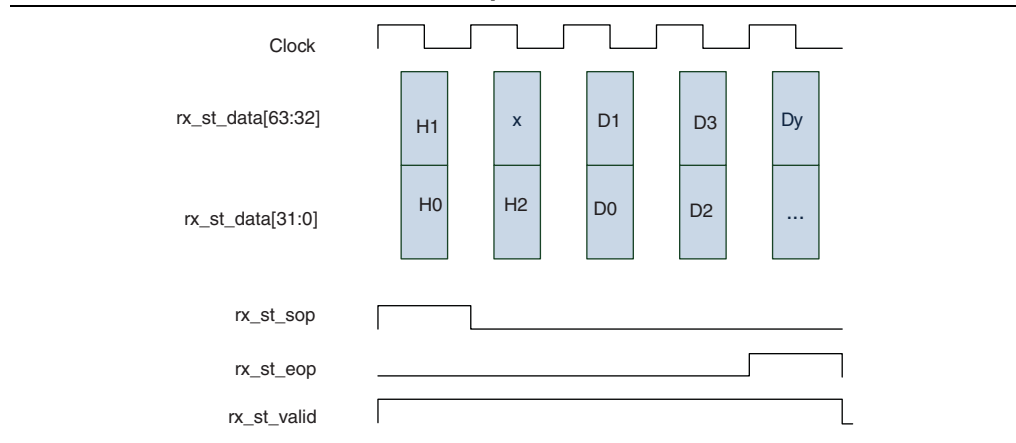 Clock
rx_st_data[63:32]
H1 x D1 D3 Dy
rx_st_data[31:0]
H0 H2 D0 D2 ...
rx_st_sop
rx_st_eop
rx_st_valid